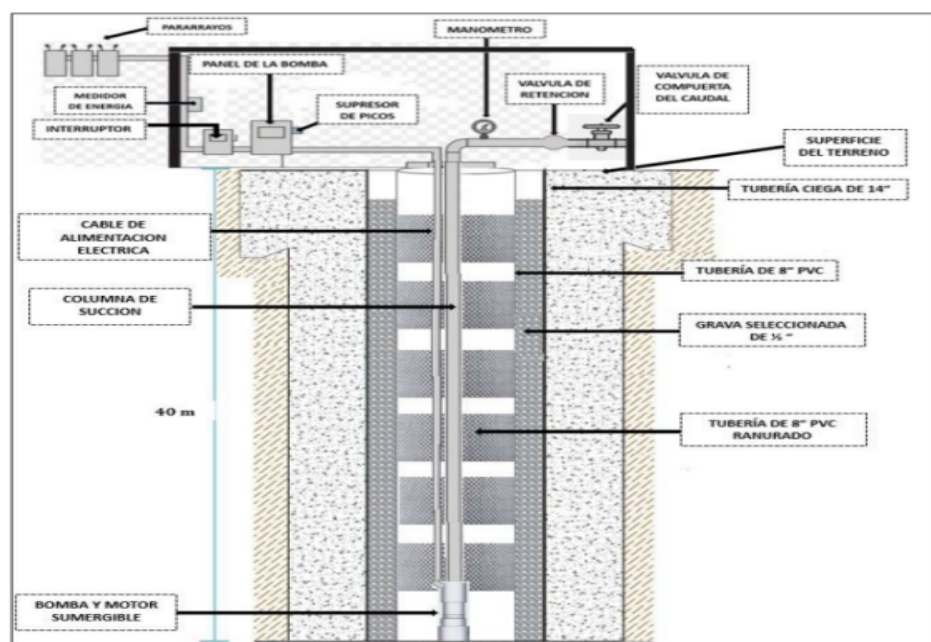 PARARRAYOS
MANOMETRO
PANEL DE LA BOMBA
VALVULA DE
RETENCION
VALVULA DE
COMPUERTA
DEL CAUDAL
MEDIDOR
DE ENERGIA
SUPRESOR
DE PICOS
INTERRUPTOR
SUPERFICIE
DEL TERRENO
TUBERÍA CIEGA DE 14"
CABLE DE
ALIMENTACION
ELECTRICA
TUBERÍA DE 8" PVC
COLUMNA DE
SUCCION
GRAVA SELECCIONADA
DE ½ "
40 m
TUBERÍA DE 8" PVC
RANURADO
BOMBA Y MOTOR
SUMERGIBLE